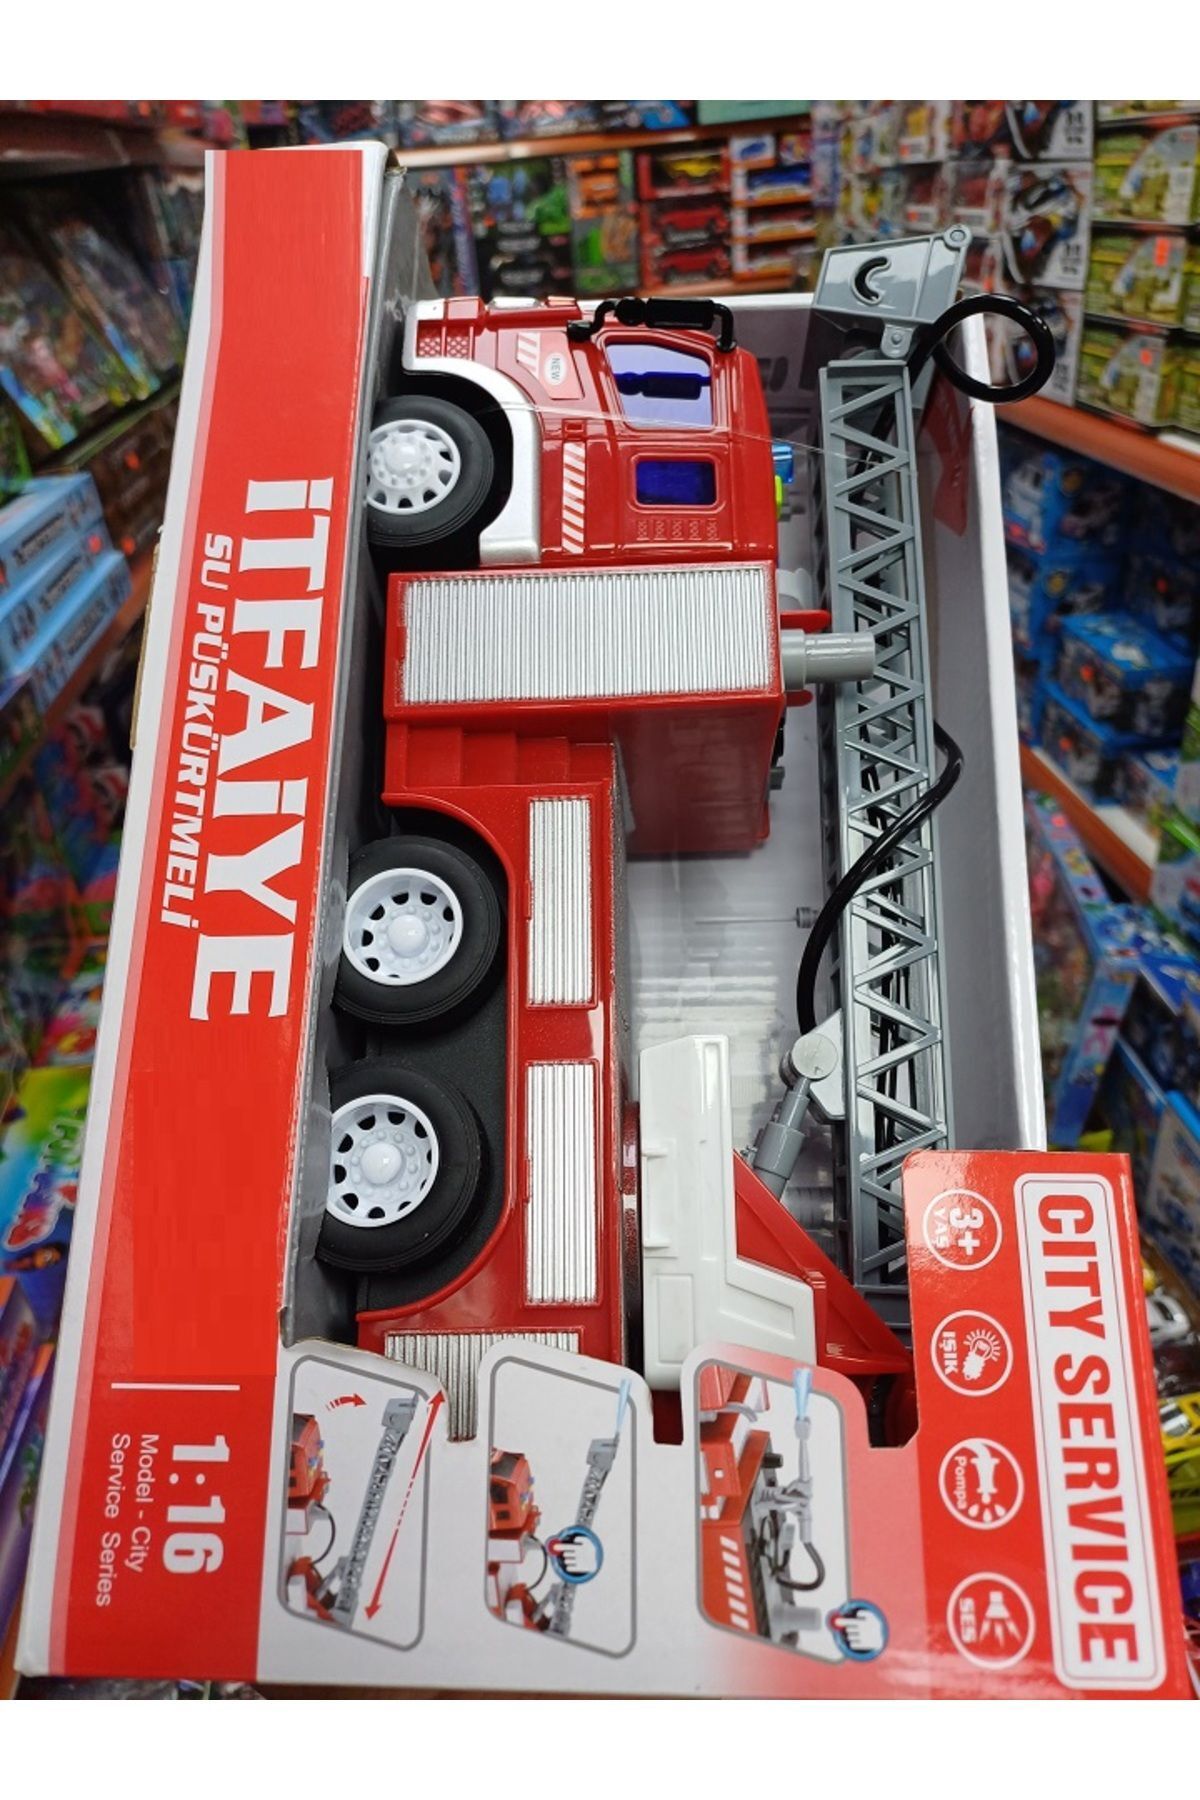 İTFAİYE
SU PÜSKÜRTMELİ
1:16
Model - City
Service Series
CITY SERVICE
3+
YAŞ
IŞIK
Pompa
SES
NEW